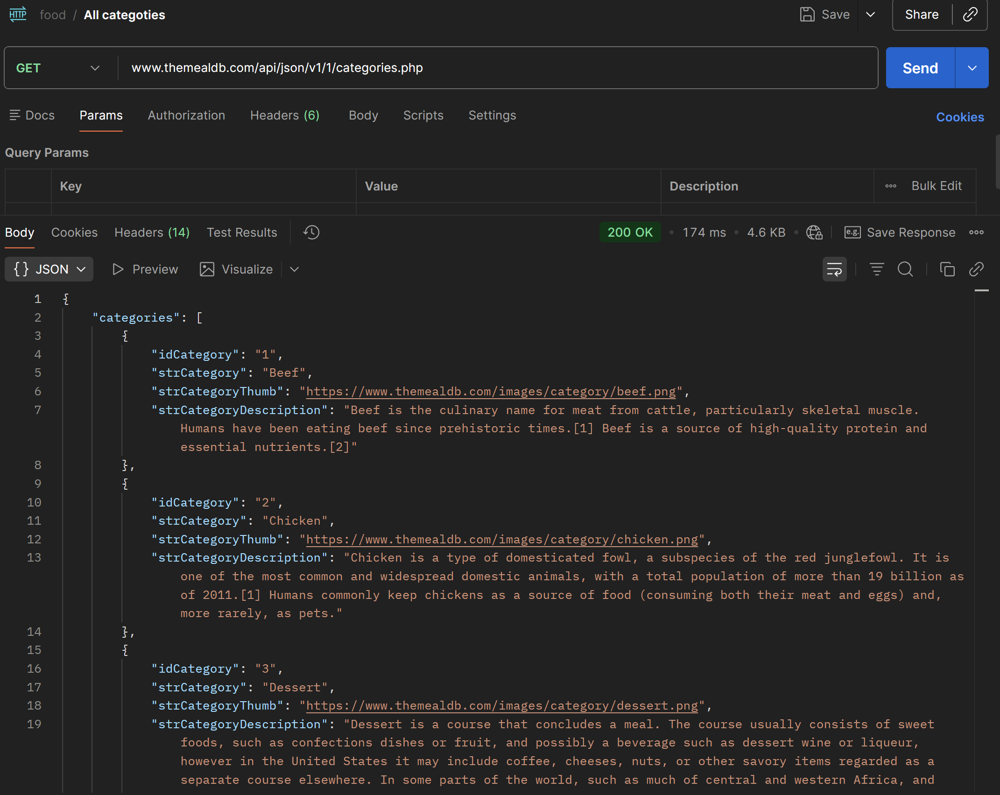 HTTP food / All categoties Save Share
GET www.themealdb.com/api/json/v1/1/categories.php Send
Docs Params Authorization Headers (6) Body Scripts Settings Cookies
Query Params
Key Value Description Bulk Edit
Body Cookies Headers (14) Test Results 200 OK • 174 ms • 4.6 KB • e.g. Save Response
{} JSON Preview Visualize
1 {
2 "categories": [
3 {
4 "idCategory": "1",
5 "strCategory": "Beef",
6 "strCategoryThumb": "https://www.themealdb.com/images/category/beef.png",
7 "strCategoryDescription": "Beef is the culinary name for meat from cattle, particularly skeletal muscle.
Humans have been eating beef since prehistoric times.[1] Beef is a source of high-quality protein and
essential nutrients.[2]"
8 },
9 {
10 "idCategory": "2",
11 "strCategory": "Chicken",
12 "strCategoryThumb": "https://www.themealdb.com/images/category/chicken.png",
13 "strCategoryDescription": "Chicken is a type of domesticated fowl, a subspecies of the red junglefowl. It is
one of the most common and widespread domestic animals, with a total population of more than 19 billion as
of 2011.[1] Humans commonly keep chickens as a source of food (consuming both their meat and eggs) and,
more rarely, as pets."
14 },
15 {
16 "idCategory": "3",
17 "strCategory": "Dessert",
18 "strCategoryThumb": "https://www.themealdb.com/images/category/dessert.png",
19 "strCategoryDescription": "Dessert is a course that concludes a meal. The course usually consists of sweet
foods, such as confections dishes or fruit, and possibly a beverage such as dessert wine or liqueur,
however in the United States it may include coffee, cheeses, nuts, or other savory items regarded as a
separate course elsewhere. In some parts of the world, such as much of central and western Africa, and